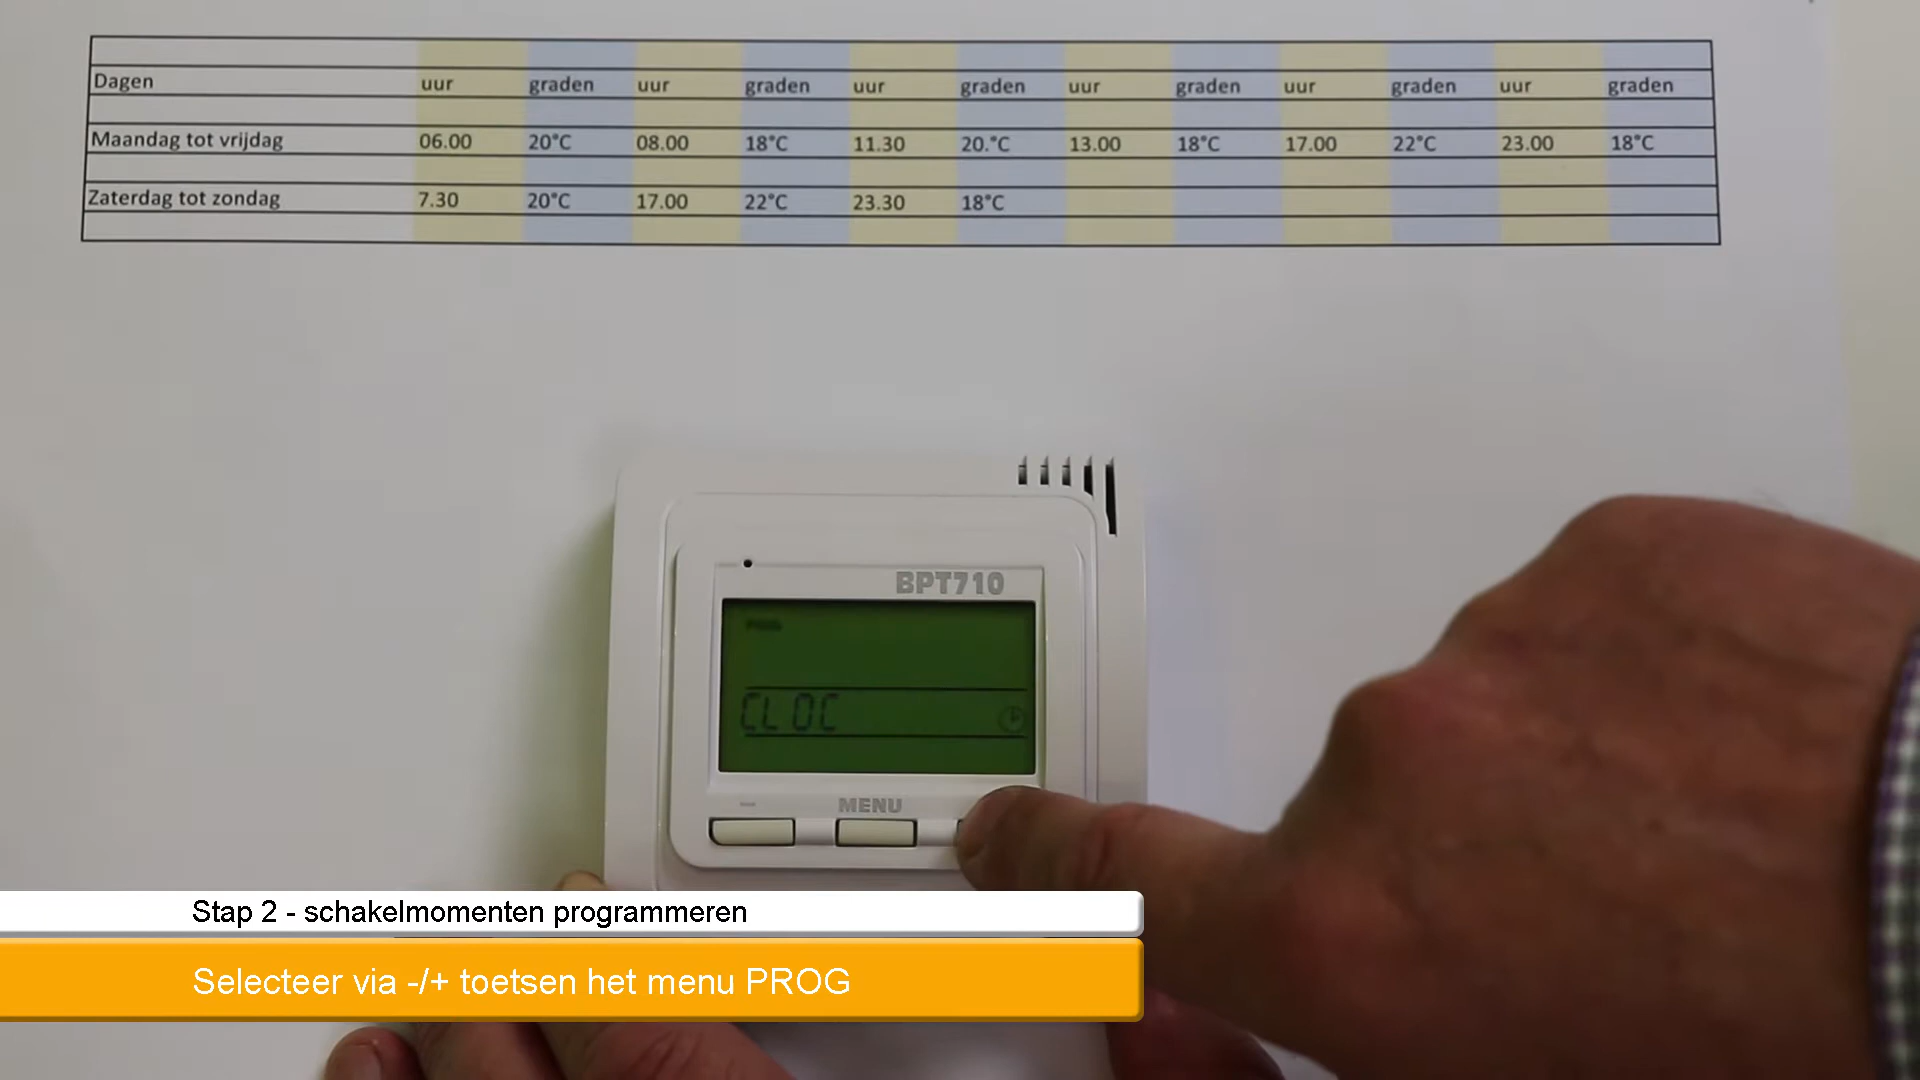 Dagen uur graden uur graden uur graden uur graden uur graden uur graden
Maandag tot vrijdag 06.00 20°C 08.00 18°C 11.30 20.°C 13.00 18°C 17.00 22°C 23.00 18°C
Zaterdag tot zondag 7.30 20°C 17.00 22°C 23.30 18°C
BPT710
PROG
CLOC
MENU
Stap 2 - schakelmomenten programmeren
Selecteer via -/+ toetsen het menu PROG